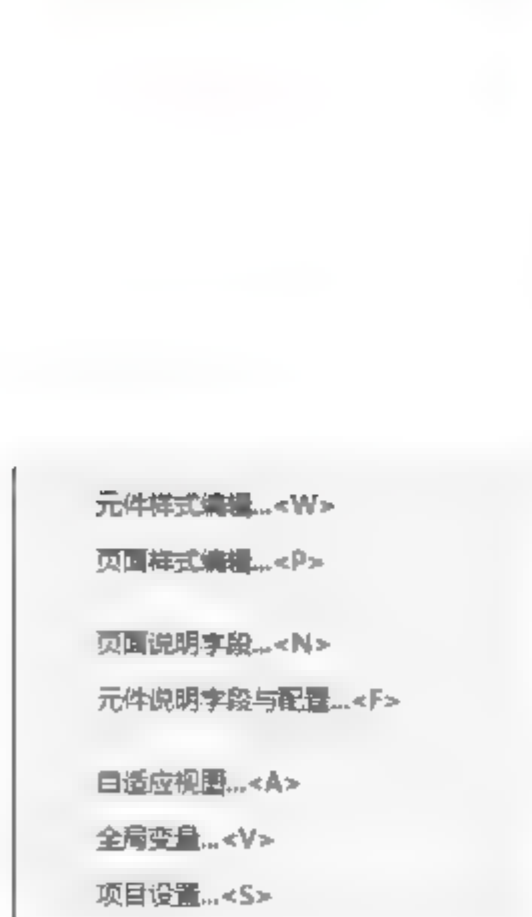 元件样式编辑...<W>
页面样式编辑...<P>
页面说明字段...<N>
元件说明字段与配置...<F>
自适应视图...<A>
全局变量...<V>
项目设置...<S>